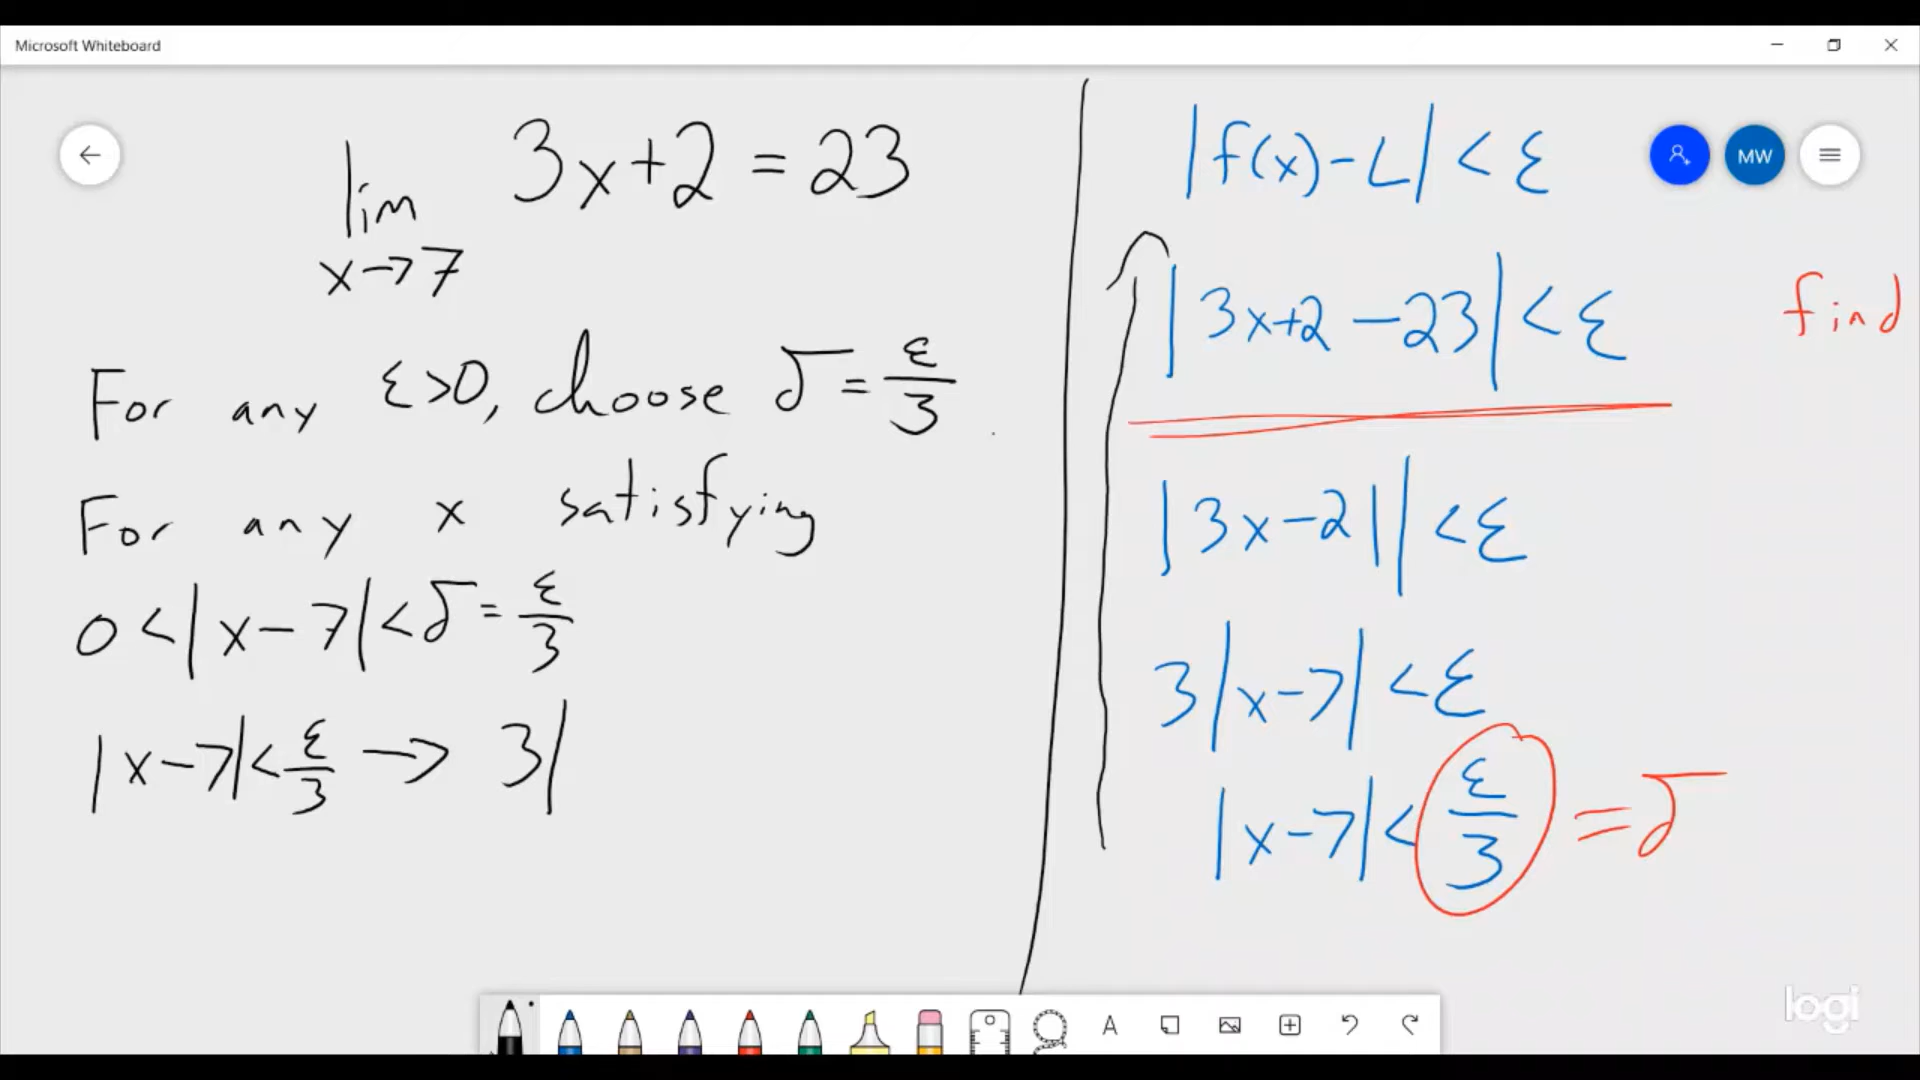 Microsoft Whiteboard
lim 3x+2 = 23
x→7
For any ε>0, choose δ = ε/3
For any x satisfying
0<|x-7|<δ = ε/3
|x-7|<ε/3 → 3|
|f(x)-L|<ε
|3x+2-23|<ε
find
|3x-21|<ε
3|x-7|<ε
|x-7|<ε/3 = δ
MW
A
logi